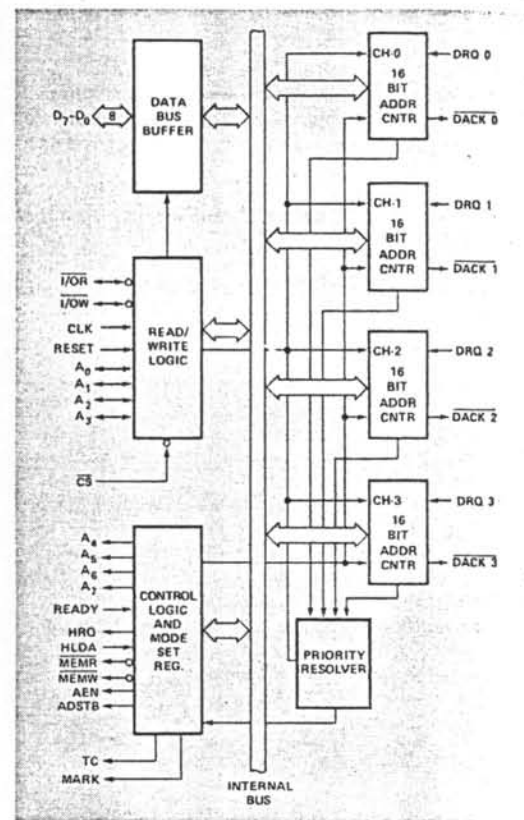 DATA
BUS
BUFFER
D7-D0
8
I/OR
I/OW
CLK
RESET
A0
A1
A2
A3
READ/
WRITE
LOGIC
CS
A4
A5
A6
A7
READY
HRQ
HLDA
MEMR
MEMW
AEN
ADSTB
CONTROL
LOGIC
AND
MODE
SET
REG.
TC
MARK
INTERNAL
BUS
CH-0
16
BIT
ADDR
CNTR
DRQ 0
DACK 0
CH-1
16
BIT
ADDR
CNTR
DRQ 1
DACK 1
CH-2
16
BIT
ADDR
CNTR
DRQ 2
DACK 2
CH-3
16
BIT
ADDR
CNTR
DRQ 3
DACK 3
PRIORITY
RESOLVER